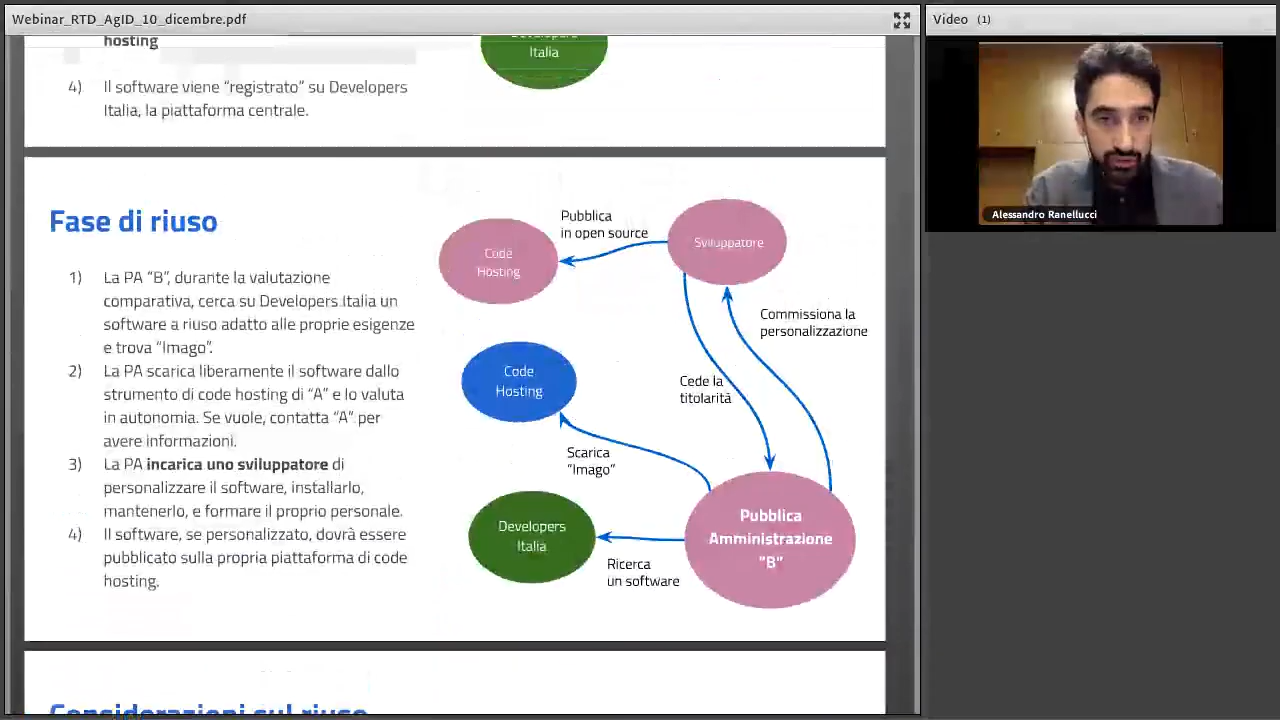 Webinar_RTD_AgID_10_dicembre.pdf
Video (1)
hosting
4) Il software viene “registrato” su Developers
Italia, la piattaforma centrale.
Developers
Italia
Fase di riuso
1) La PA “B”, durante la valutazione
comparativa, cerca su Developers Italia un
software a riuso adatto alle proprie esigenze
e trova “Imago”.
2) La PA scarica liberamente il software dallo
strumento di code hosting di “A” e lo valuta
in autonomia. Se vuole, contatta “A” per
avere informazioni.
3) La PA incarica uno sviluppatore di
personalizzare il software, installarlo,
mantenerlo, e formare il proprio personale.
4) Il software, se personalizzato, dovrà essere
pubblicato sulla propria piattaforma di code
hosting.
Pubblica
in open source
Sviluppatore
Code
Hosting
Commissiona la
personalizzazione
Code
Hosting
Cede la
titolarità
Scarica
“Imago”
Developers
Italia
Pubblica
Amministrazione
"B"
Ricerca
un software
Considerazioni sul riuso
Alessandro Ranellucci